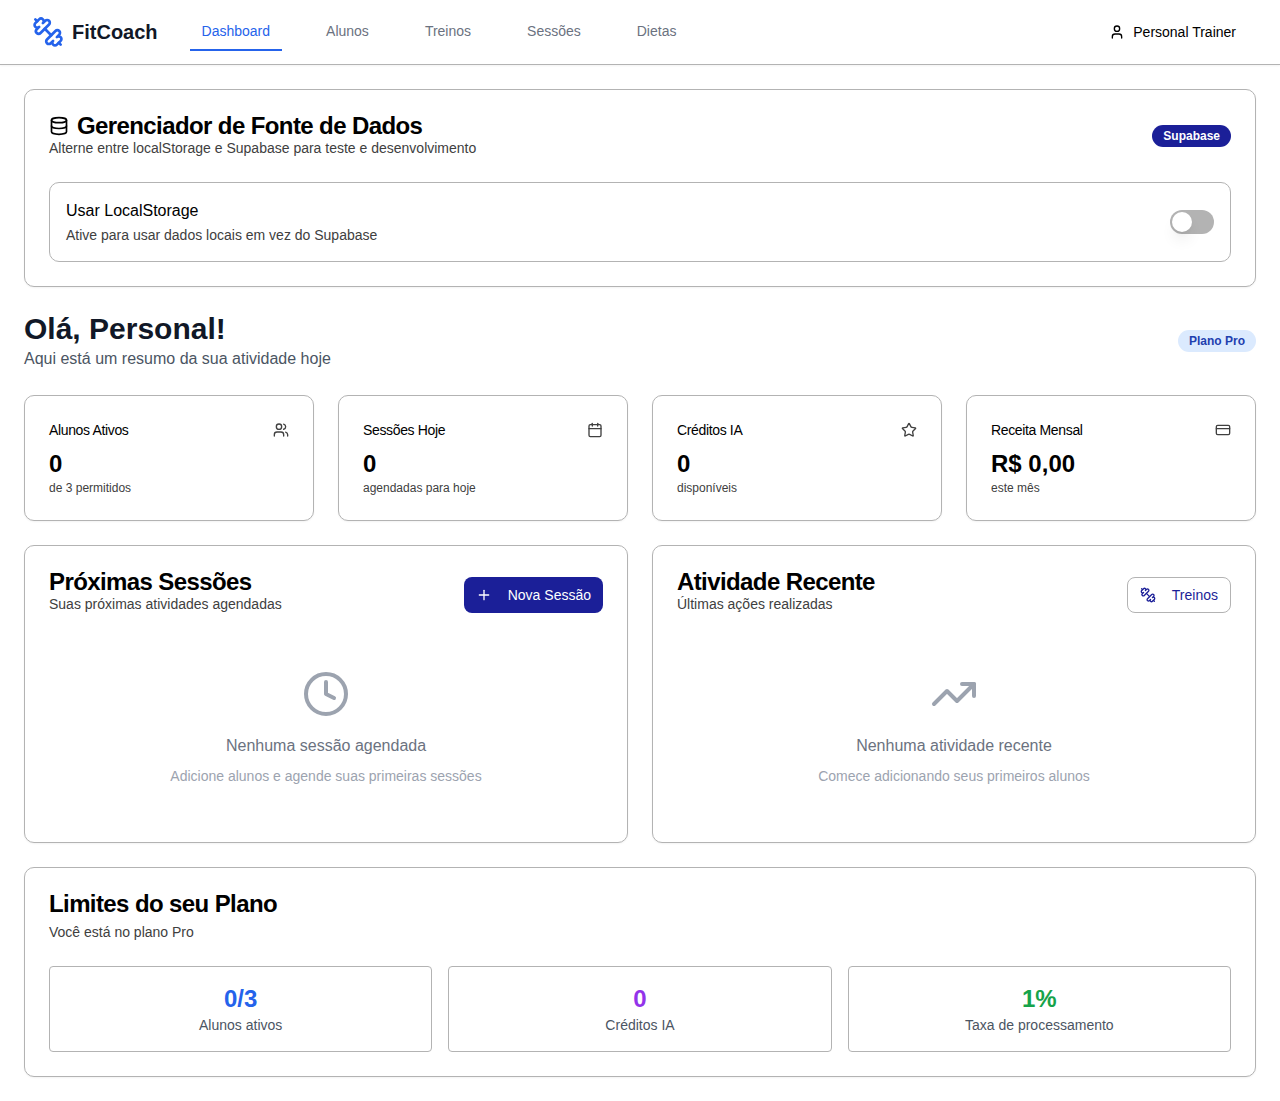 FitCoach
Dashboard
Alunos
Treinos
Sessões
Dietas
Personal Trainer
Gerenciador de Fonte de Dados
Alterne entre localStorage e Supabase para teste e desenvolvimento
Supabase
Usar LocalStorage
Ative para usar dados locais em vez do Supabase
Olá, Personal!
Aqui está um resumo da sua atividade hoje
Plano Pro
Alunos Ativos
0
de 3 permitidos
Sessões Hoje
0
agendadas para hoje
Créditos IA
0
disponíveis
Receita Mensal
R$ 0,00
este mês
Próximas Sessões
Suas próximas atividades agendadas
Nova Sessão
Nenhuma sessão agendada
Adicione alunos e agende suas primeiras sessões
Atividade Recente
Últimas ações realizadas
Treinos
Nenhuma atividade recente
Comece adicionando seus primeiros alunos
Limites do seu Plano
Você está no plano Pro
0/3
Alunos ativos
0
Créditos IA
1%
Taxa de processamento